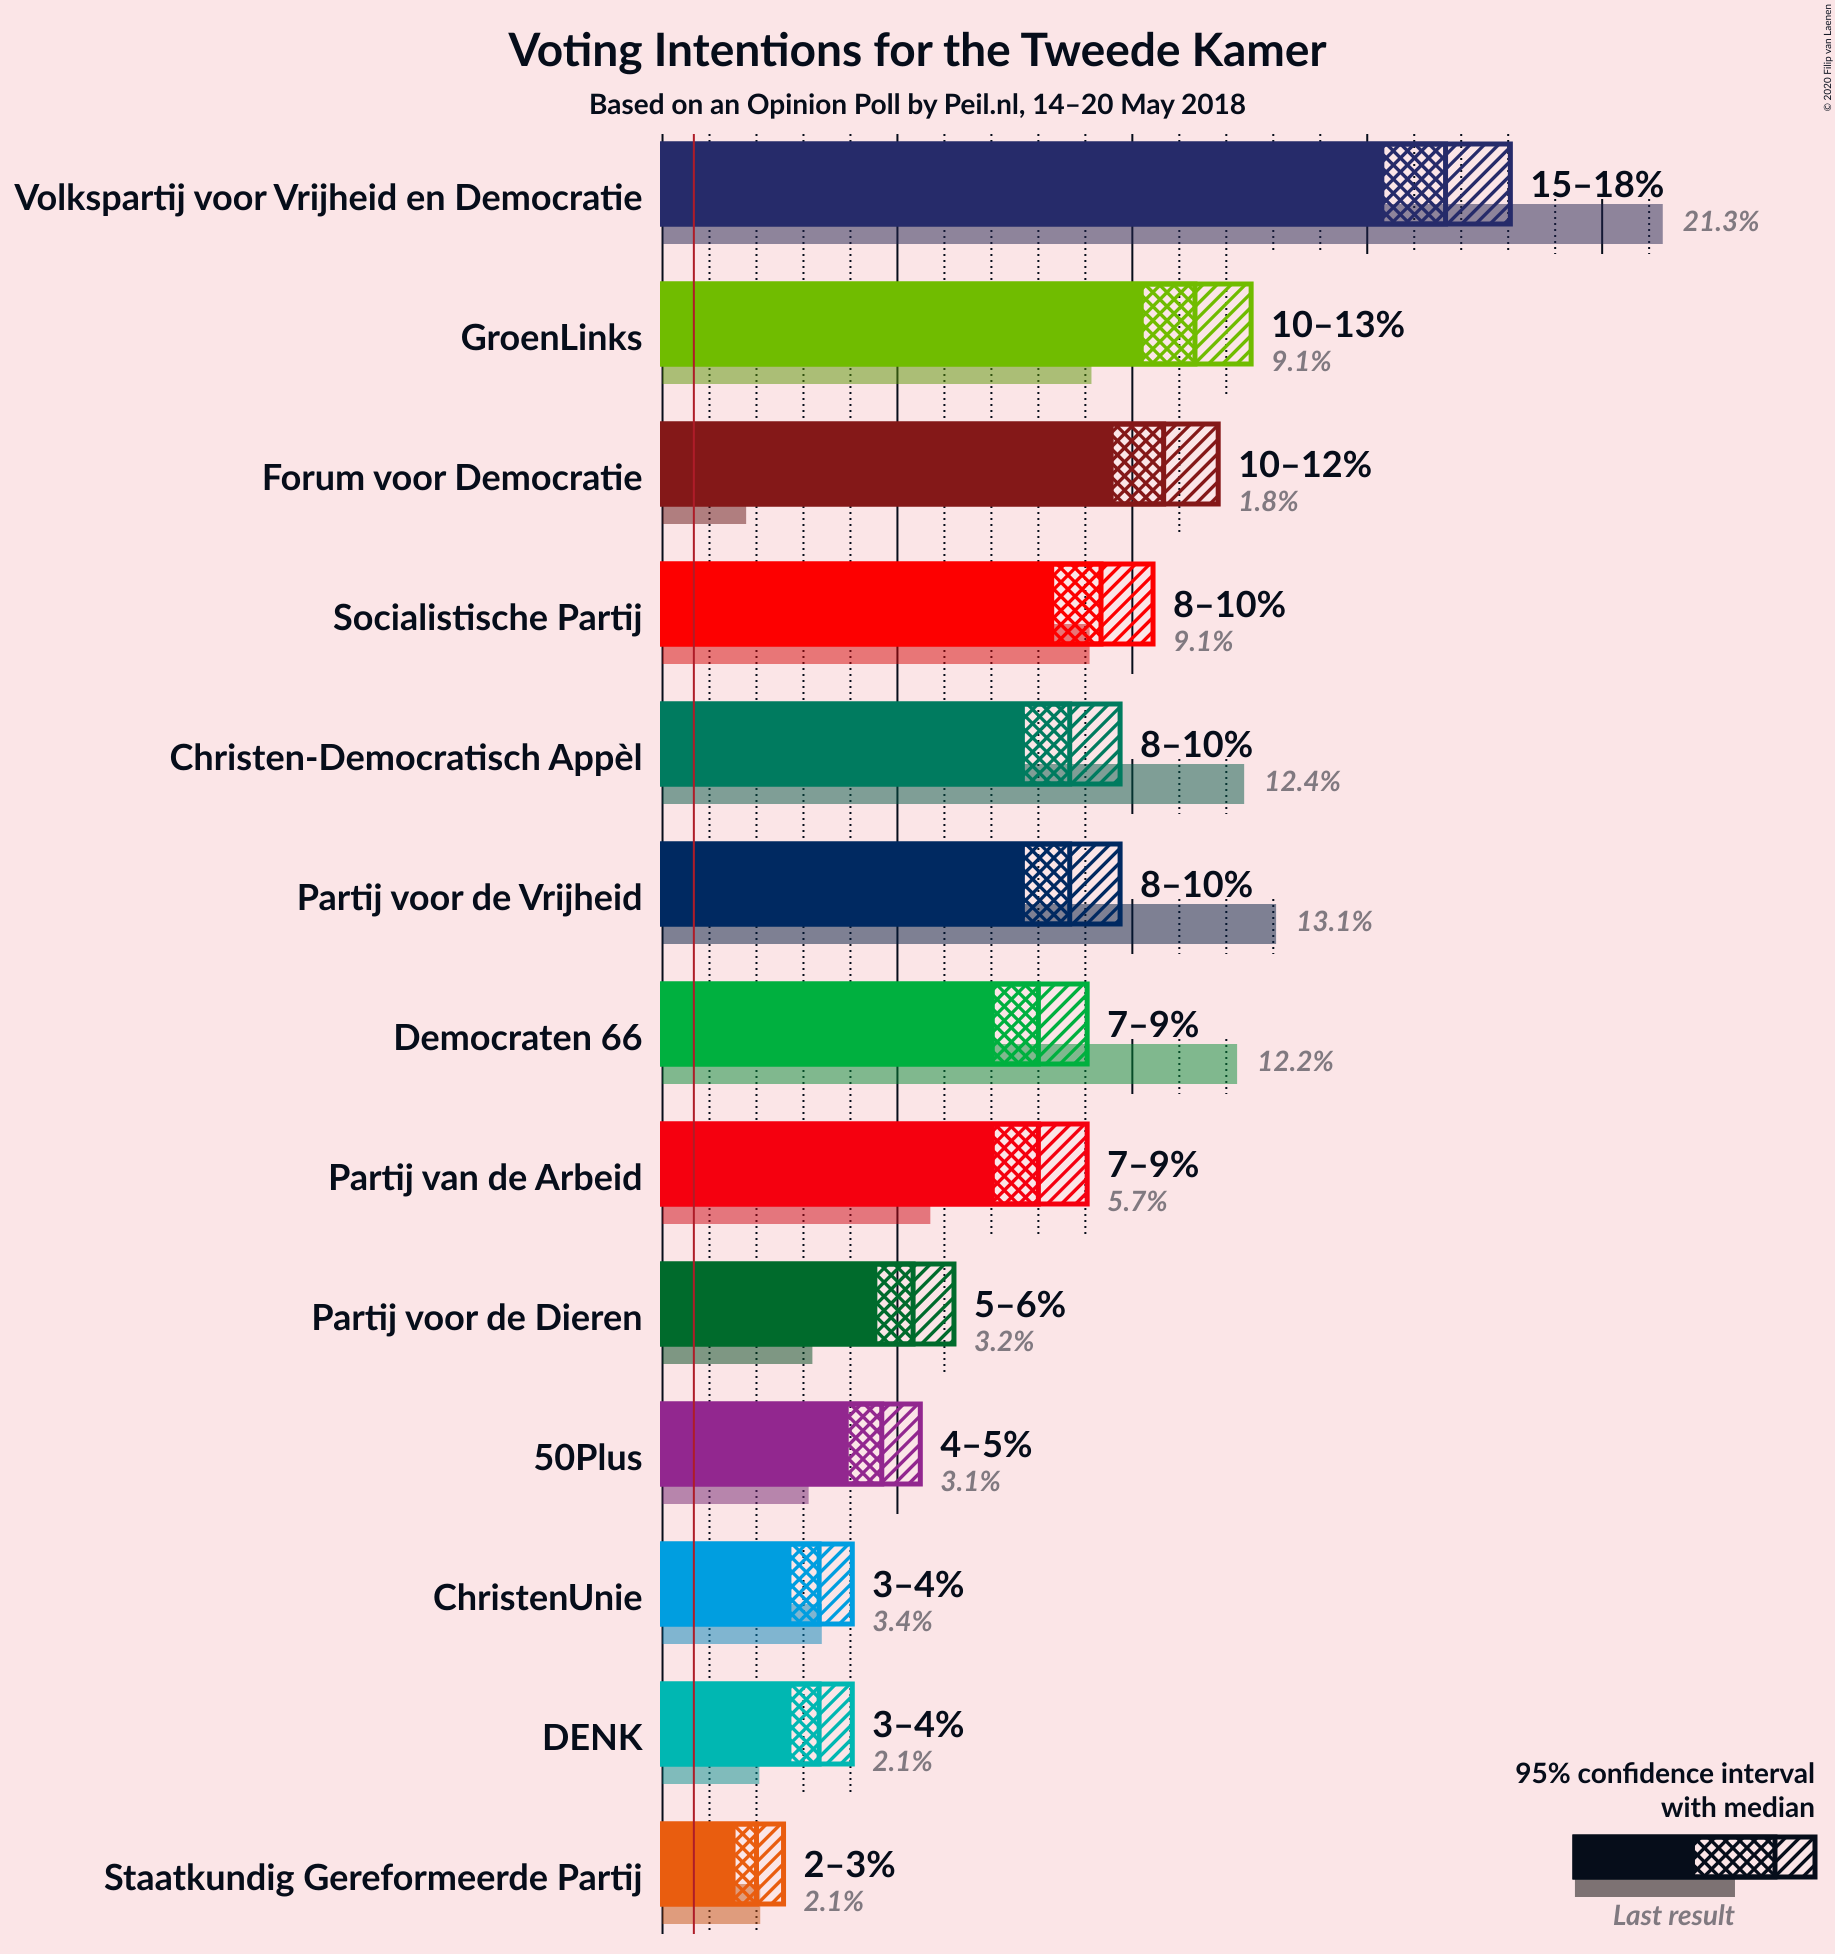 Voting Intentions for the Tweede Kamer
Based on an Opinion Poll by Peil.nl, 14–20 May 2018
© 2020 Filip van Laenen
Volkspartij voor Vrijheid en Democratie
15–18%
21.3%
GroenLinks
10–13%
9.1%
Forum voor Democratie
10–12%
1.8%
Socialistische Partij
8–10%
9.1%
Christen-Democratisch Appèl
8–10%
12.4%
Partij voor de Vrijheid
8–10%
13.1%
Democraten 66
7–9%
12.2%
Partij van de Arbeid
7–9%
5.7%
Partij voor de Dieren
5–6%
3.2%
50Plus
4–5%
3.1%
ChristenUnie
3–4%
3.4%
DENK
3–4%
2.1%
Staatkundig Gereformeerde Partij
2–3%
2.1%
95% confidence interval
with median
Last result